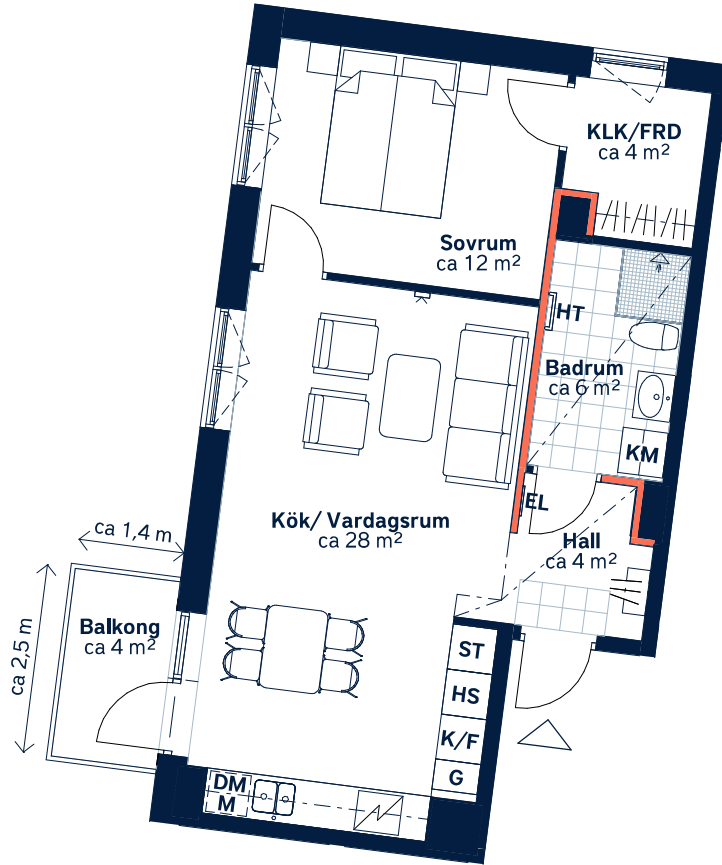 KLK/FRD
ca 4 m²
Sovrum
ca 12 m²
HT
Badrum
ca 6 m²
KM
EL
Kök/ Vardagsrum
ca 28 m²
Hall
ca 4 m²
ca 1,4 m
ca 2,5 m
Balkong
ca 4 m²
ST
HS
K/F
G
DM
M